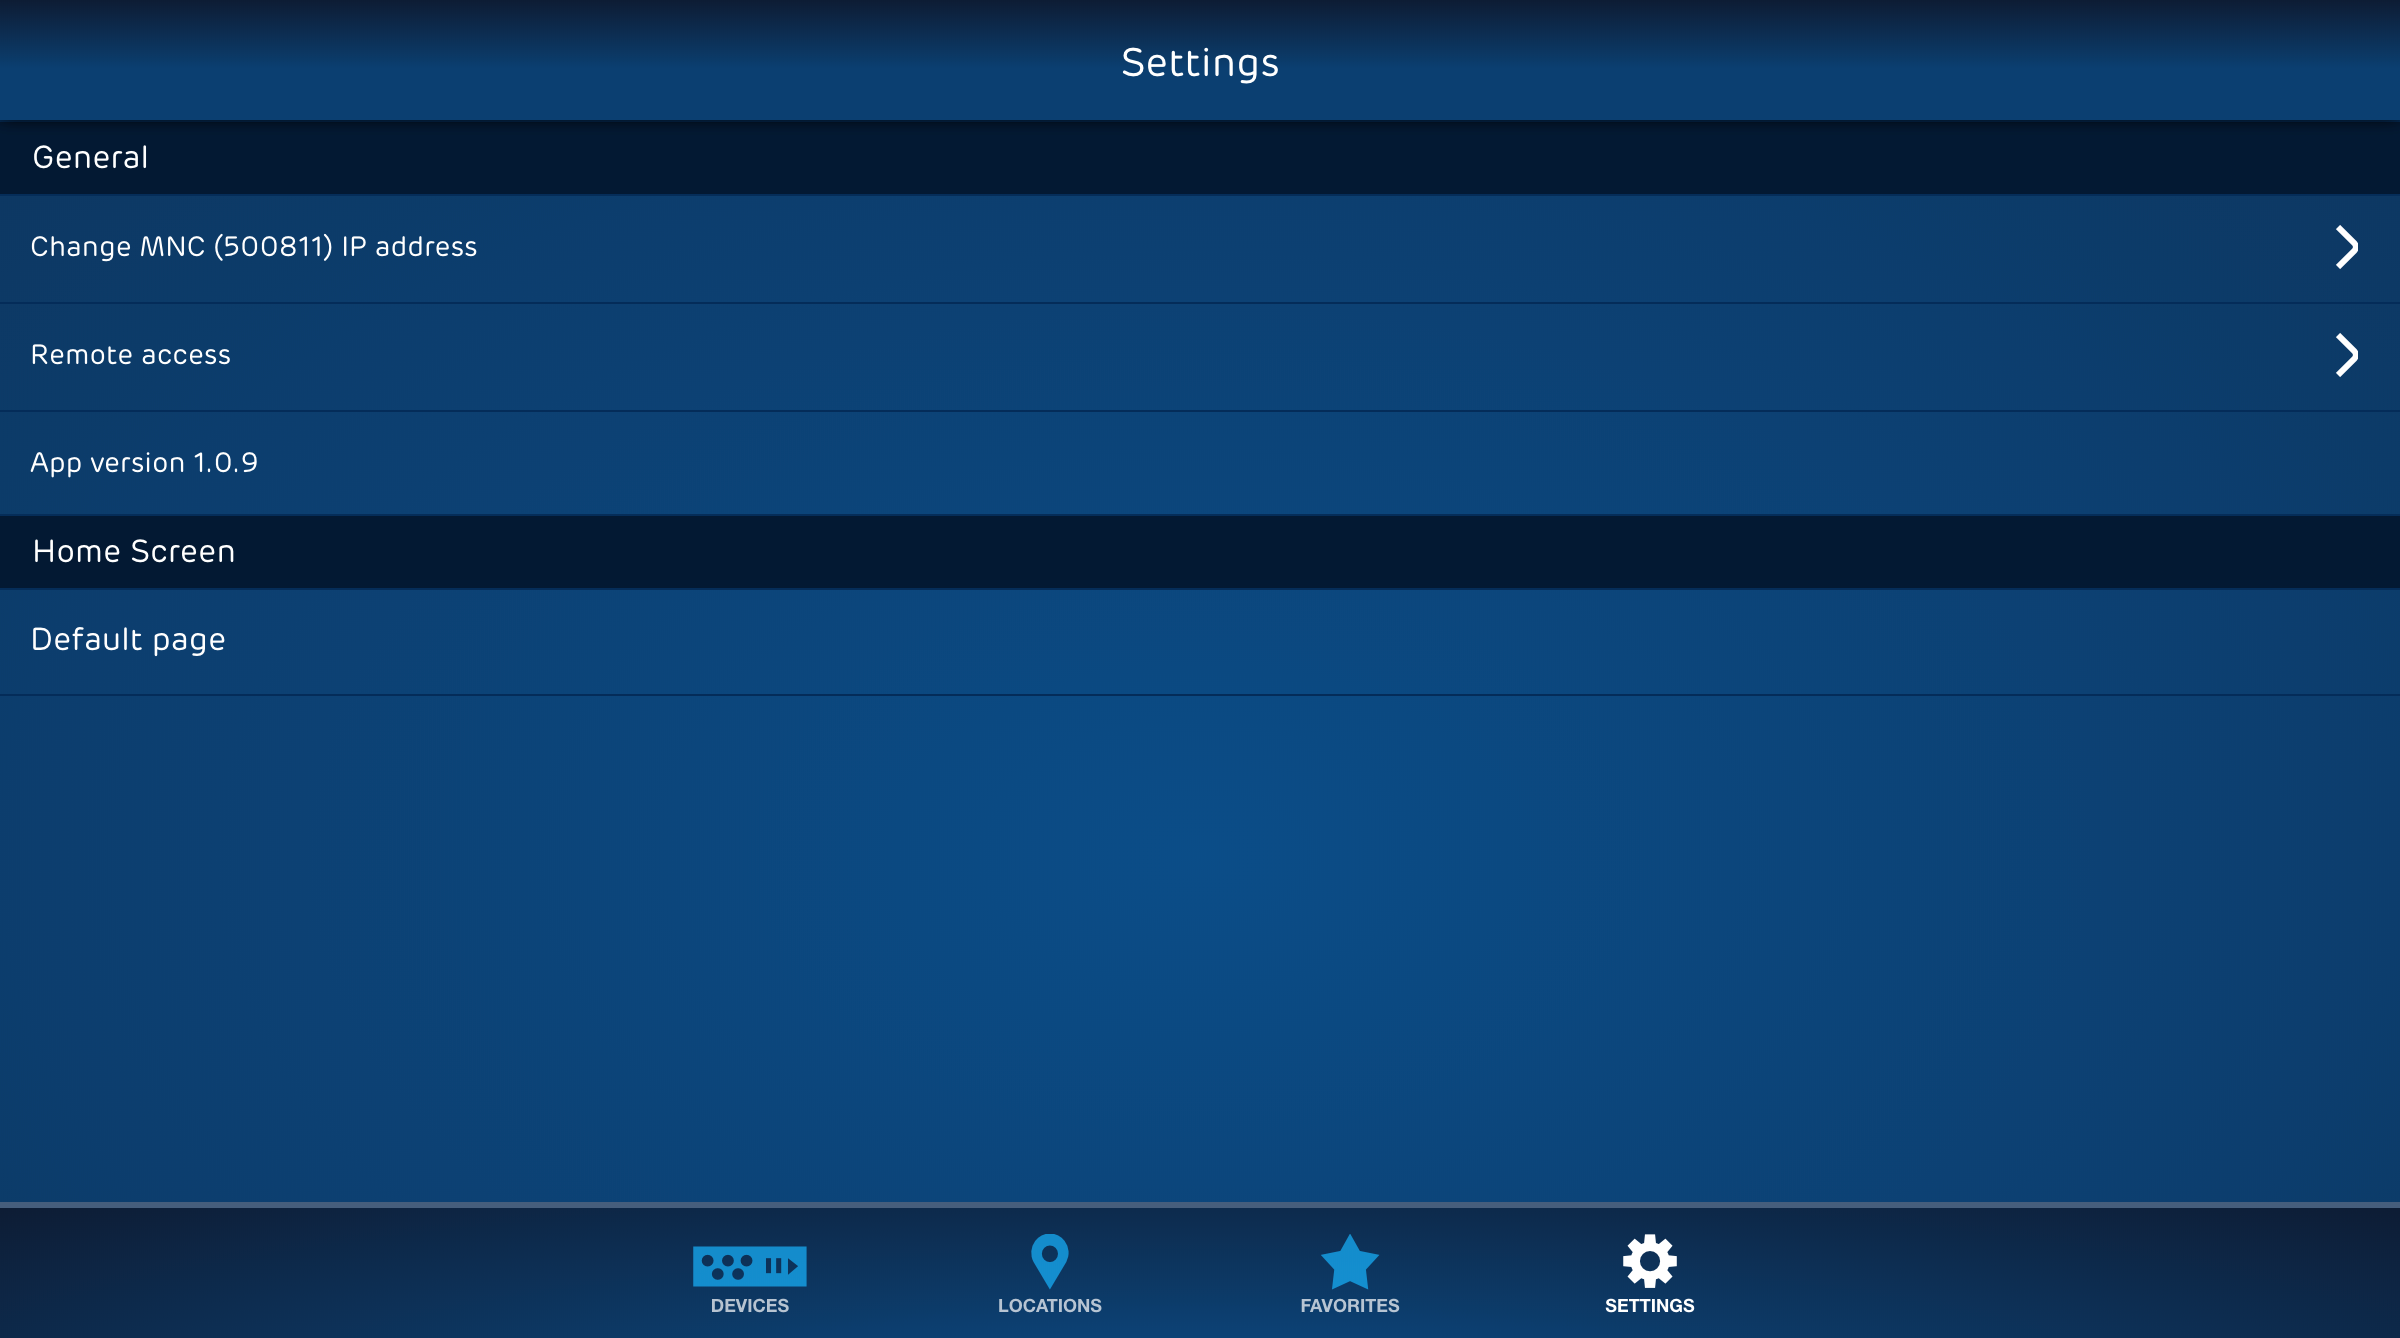 Settings
General
Change MNC (500811) IP address
Remote access
App version 1.0.9
Home Screen
Default page
DEVICES
LOCATIONS
FAVORITES
SETTINGS